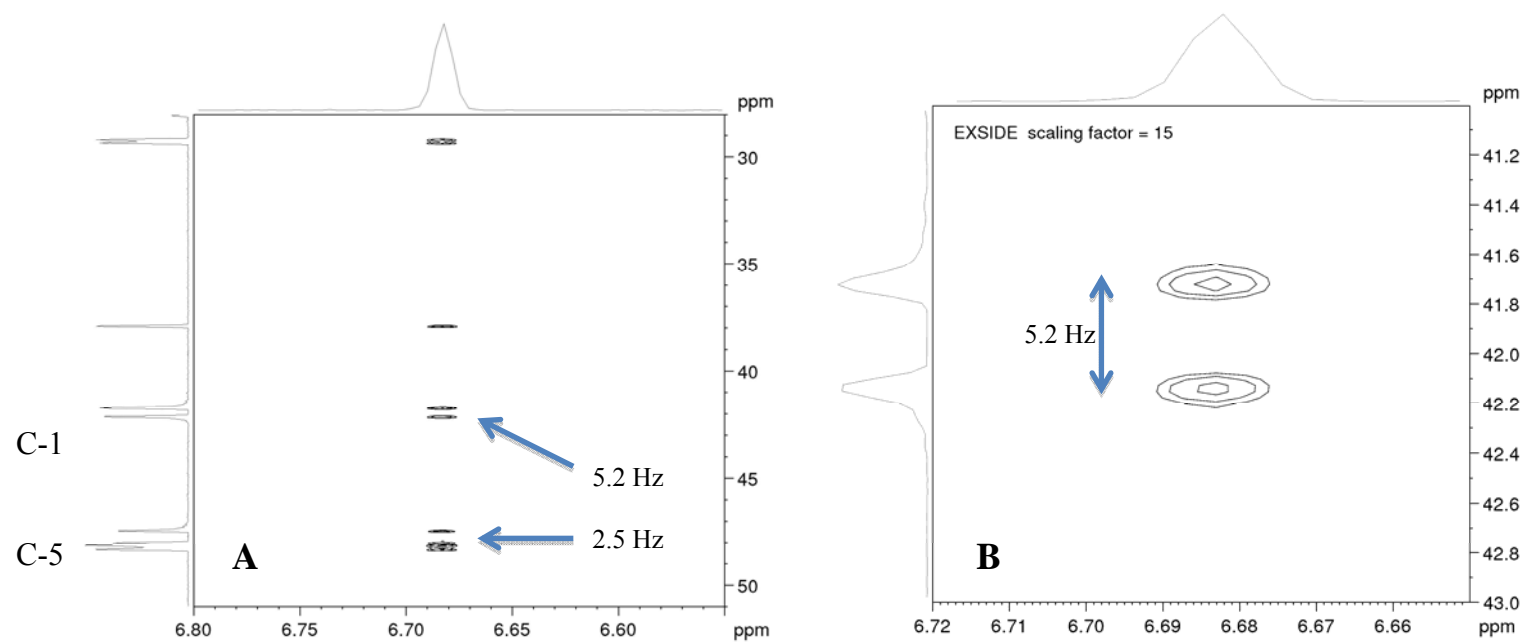 ppm
30
35
40
C-1
45
5.2 Hz
2.5 Hz
C-5
A
50
6.80 6.75 6.70 6.65 6.60 ppm
ppm
EXSIDE scaling factor = 15
41.2
41.4
41.6
41.8
5.2 Hz
42.0
42.2
42.4
42.6
B
42.8
43.0
6.72 6.71 6.70 6.69 6.68 6.67 6.66 ppm